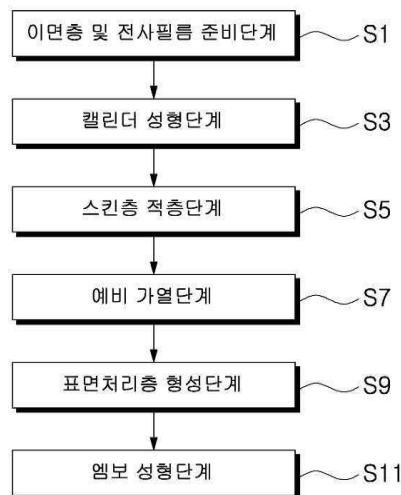 이면층 및 전사필름 준비단계 S1
캘린더 성형단계 S3
스킨층 적층단계 S5
예비 가열단계 S7
표면처리층 형성단계 S9
엠보 성형단계 S11